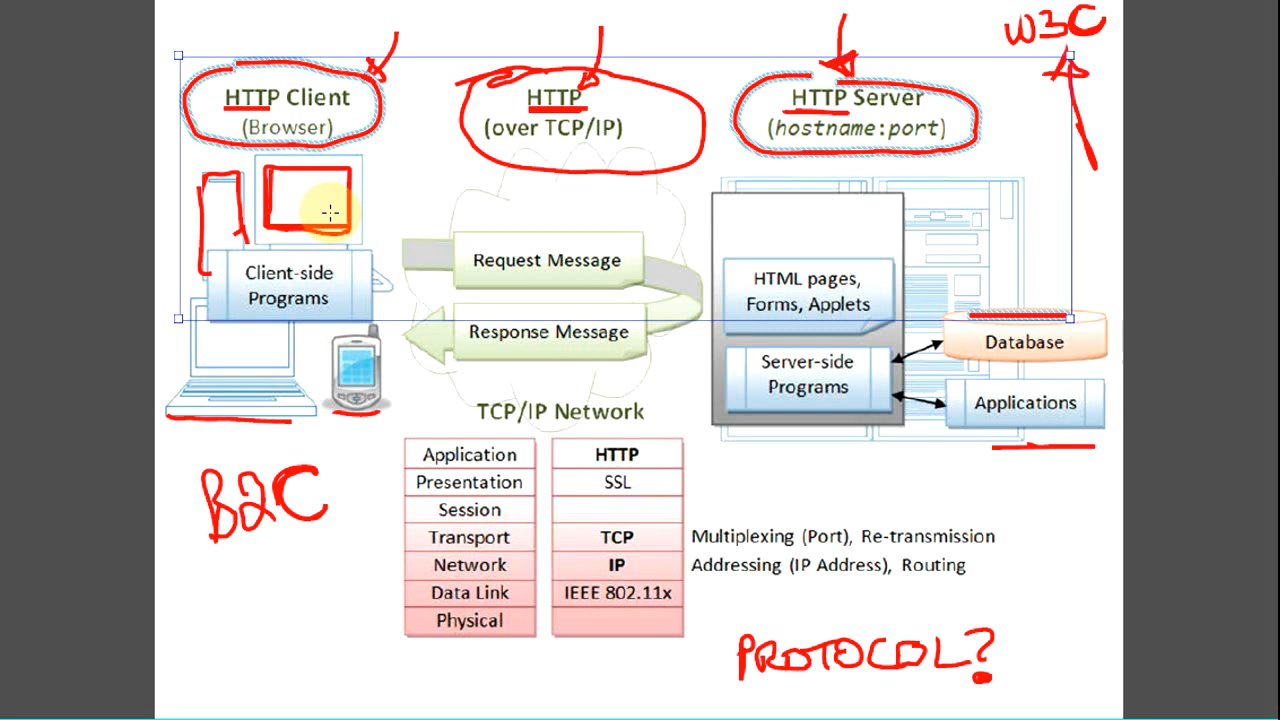 W3C
HTTP Client
(Browser)
HTTP
(over TCP/IP)
HTTP Server
(hostname:port)
Client-side
Programs
Request Message
Response Message
HTML pages,
Forms, Applets
Server-side
Programs
Database
Applications
TCP/IP Network
Application HTTP
Presentation SSL
Session
Transport TCP Multiplexing (Port), Re-transmission
Network IP Addressing (IP Address), Routing
Data Link IEEE 802.11x
Physical
B2C
PROTOCOL?